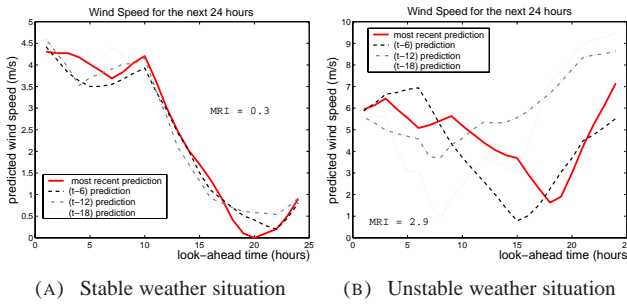 Wind Speed for the next 24 hours
predicted wind speed (m/s)
5
4.5
4
3.5
3
2.5
2
1.5
1
0.5
0
MRI = 0.3
most recent prediction
(t−6) prediction
(t−12) prediction
(t−18) prediction
0 5 10 15 20 25
look−ahead time (hours)
(A) Stable weather situation
Wind Speed for the next 24 hours
predicted wind speed (m/s)
10
9
8
7
6
5
4
3
2
1
0
most recent prediction
(t−6) prediction
(t−12) prediction
(t−18) prediction
MRI = 2.9
0 5 10 15 20 25
look−ahead time (hours)
(B) Unstable weather situation